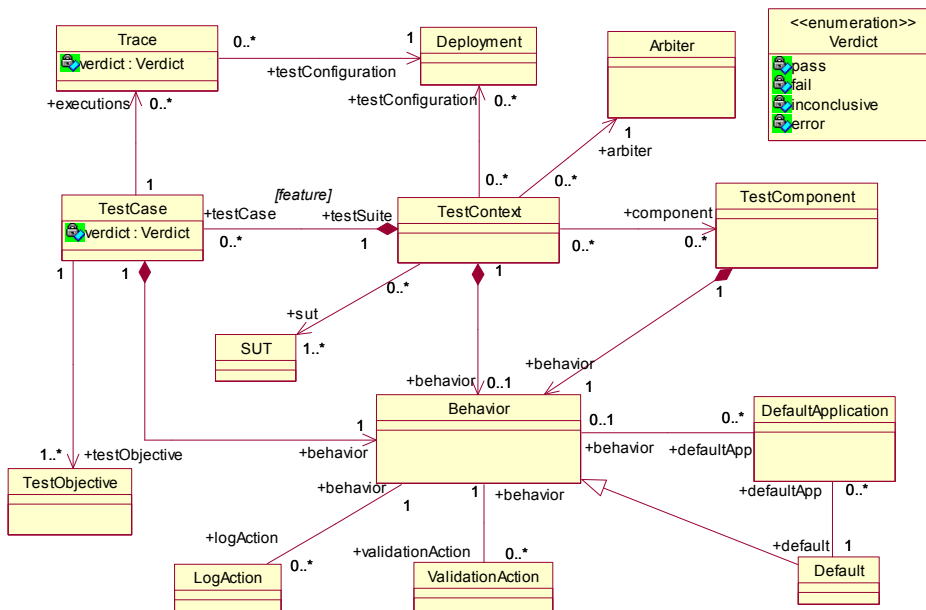 Trace
verdict : Verdict
0..*
1
+testConfiguration
Deployment
Arbiter
<<enumeration>>
Verdict
pass
fail
inconclusive
error
+executions
0..*
+testConfiguration
0..*
1
+arbiter
1
0..*
0..*
TestCase
verdict : Verdict
[feature]
+testCase
0..*
+testSuite
1
TestContext
+component
0..*
0..*
TestComponent
1
1
0..*
1
1
+sut
1..*
SUT
+behavior
0..1
+behavior
1
Behavior
DefaultApplication
0..1
+behavior
0..*
+defaultApp
1
+behavior
1..*
+testObjective
TestObjective
+behavior
1
1
+behavior
+defaultApp
0..*
+logAction
0..*
+validationAction
0..*
+default
1
LogAction
ValidationAction
Default